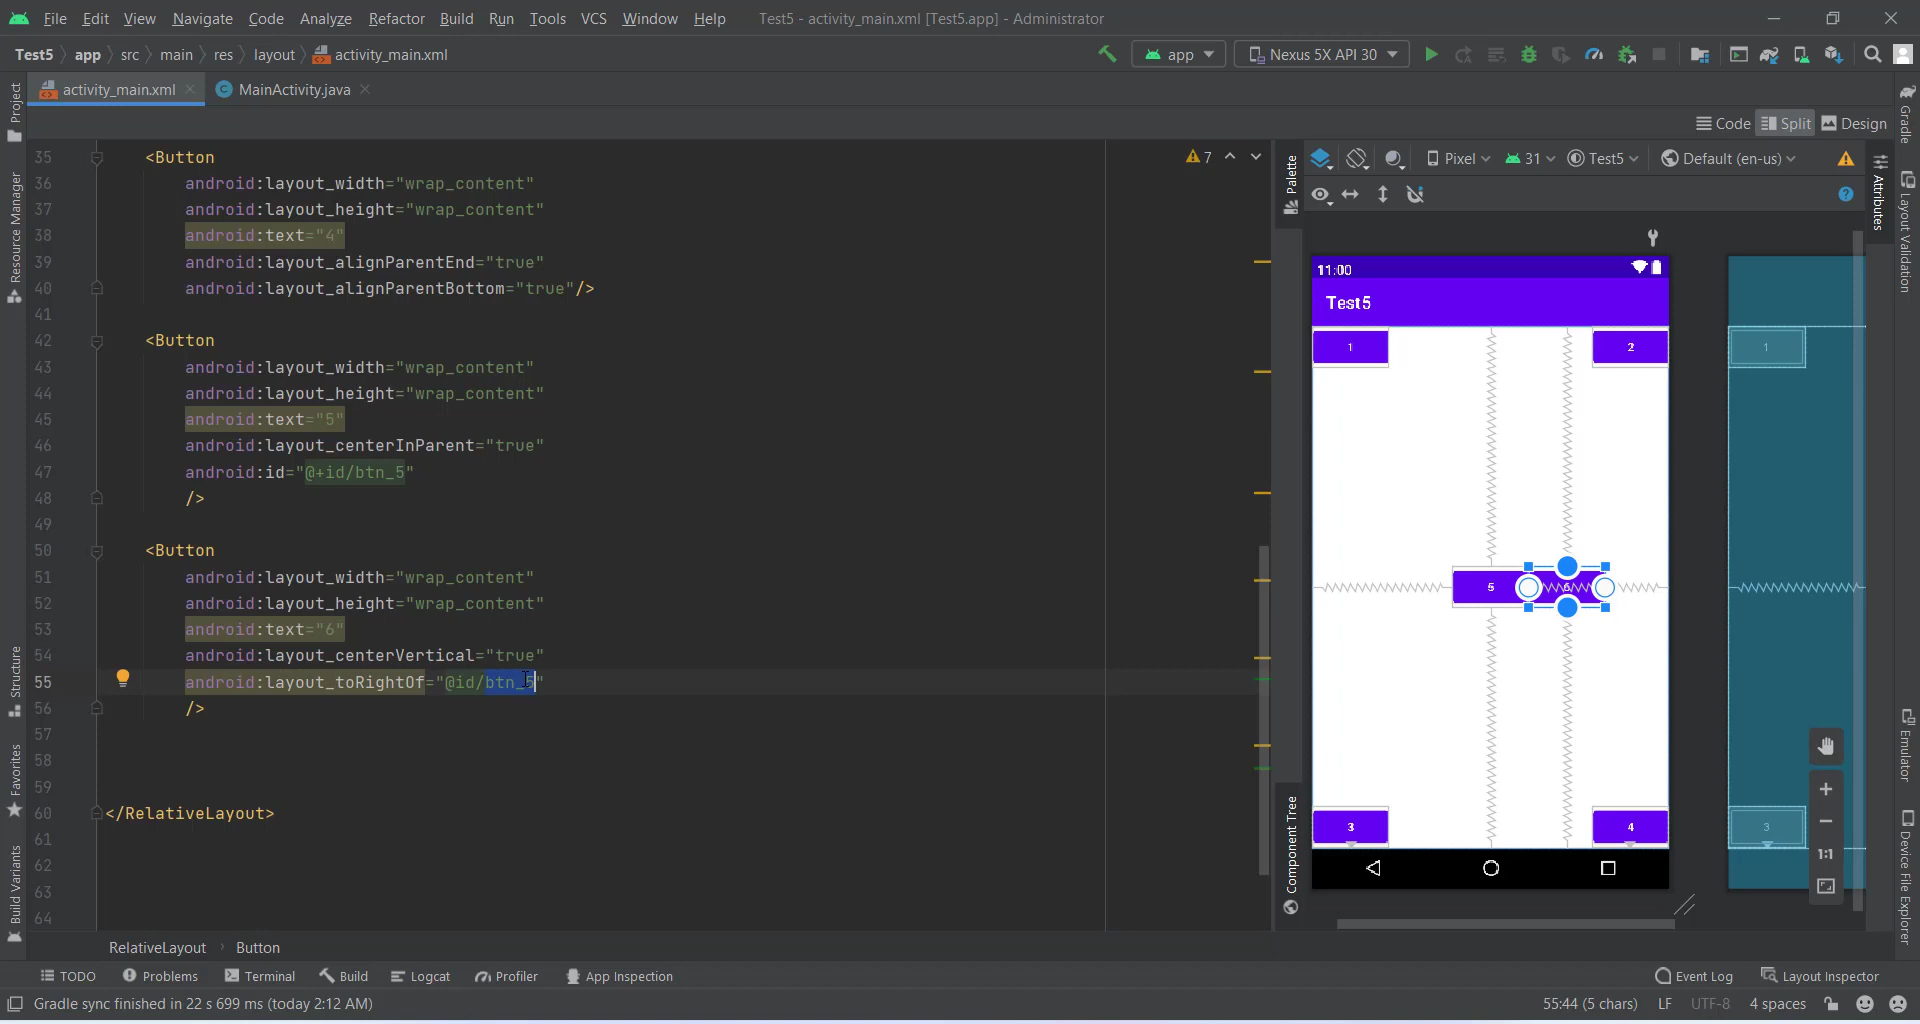 File Edit View Navigate Code Analyze Refactor Build Run Tools VCS Window Help Test5 - activity_main.xml [Test5.app] - Administrator
Test5 app src main res layout activity_main.xml app Nexus 5X API 30
activity_main.xml MainActivity.java
Code Split Design
Project
Resource Manager
Structure
Favorites
Build Variants
35 <Button
36 android:layout_width="wrap_content"
37 android:layout_height="wrap_content"
38 android:text="4"
39 android:layout_alignParentEnd="true"
40 android:layout_alignParentBottom="true"/>
41
42 <Button
43 android:layout_width="wrap_content"
44 android:layout_height="wrap_content"
45 android:text="5"
46 android:layout_centerInParent="true"
47 android:id="@+id/btn_5"
48 />
49
50 <Button
51 android:layout_width="wrap_content"
52 android:layout_height="wrap_content"
53 android:text="6"
54 android:layout_centerVertical="true"
55 android:layout_toRightOf="@id/btn_5"
56 />
57
58
59
60 </RelativeLayout>
61
62
63
64
7
Palette
Component Tree
Pixel 31 Test5 Default (en-us)
11:00
Test5
1 2
5 6
3 4
1
3
1:1
Attributes
Gradle
Layout Validation
Emulator
Device File Explorer
RelativeLayout Button
TODO Problems Terminal Build Logcat Profiler App Inspection Event Log Layout Inspector
Gradle sync finished in 22 s 699 ms (today 2:12 AM) 55:44 (5 chars) LF UTF-8 4 spaces